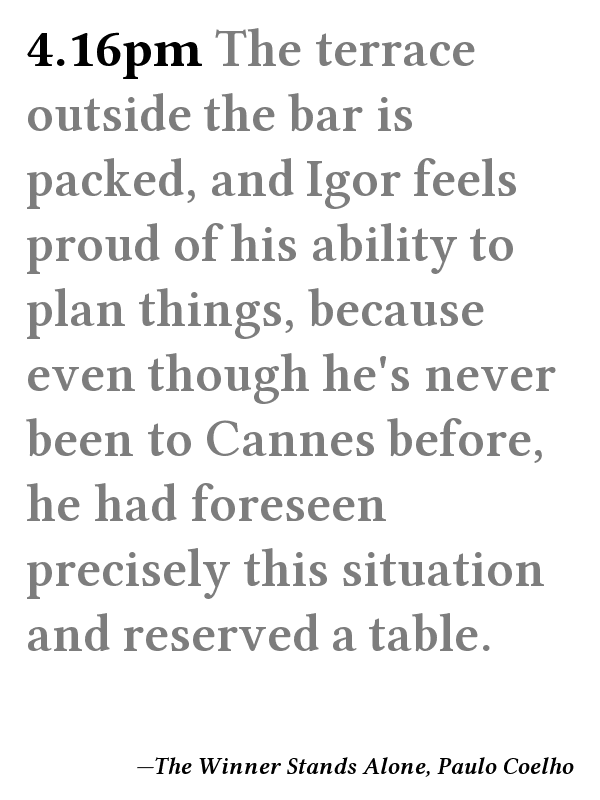 4.16pm The terrace
outside the bar is
packed, and Igor feels
proud of his ability to
plan things, because
even though he's never
been to Cannes before,
he had foreseen
precisely this situation
and reserved a table.
—The Winner Stands Alone, Paulo Coelho